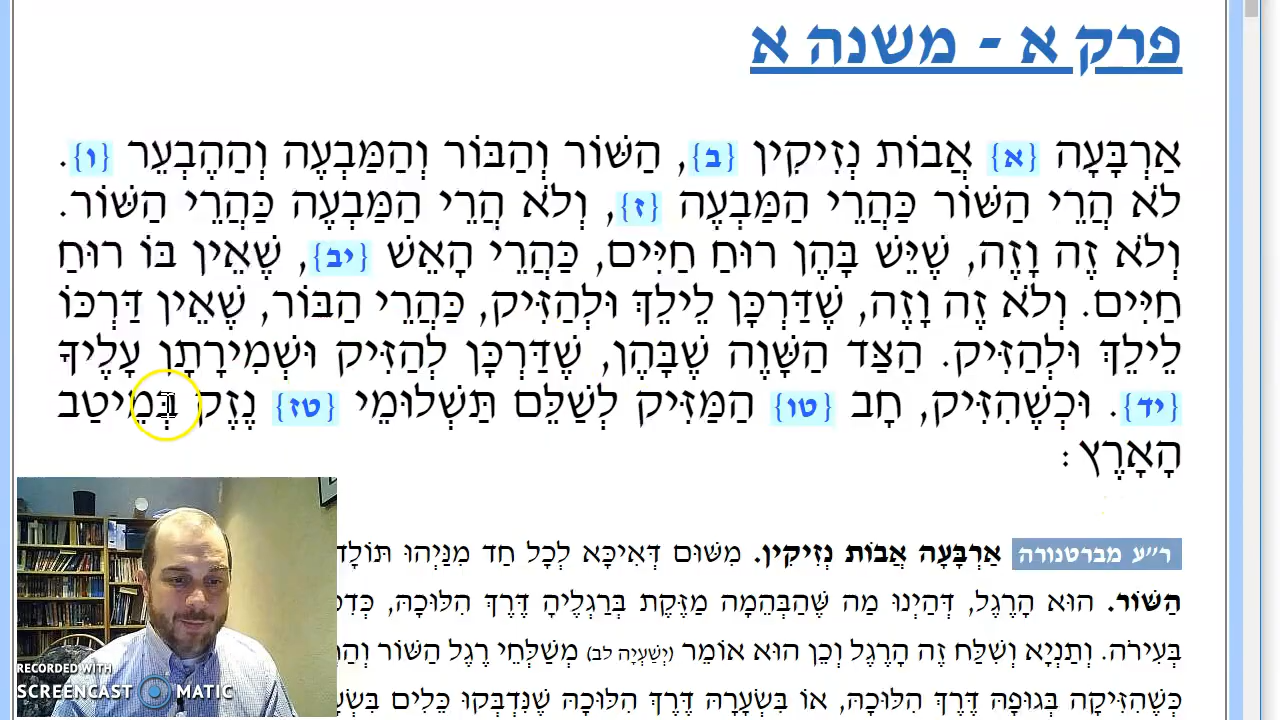 פרק א - משנה א
אַרְבָּעָה {א} אֲבוֹת נְזִיקִין {ב}, הַשּׁוֹר וְהַבּוֹר וְהַמַּבְעֶה וְהַהֶבְעֵר {ו}.
לֹא הֲרֵי הַשּׁוֹר כַּהֲרֵי הַמַּבְעֶה {ז}, וְלֹא הֲרֵי הַמַּבְעֶה כַּהֲרֵי הַשּׁוֹר.
וְלֹא זֶה וָזֶה, שֶׁיֵּשׁ בָּהֶן רוּחַ חַיִּים, כַּהֲרֵי הָאֵשׁ {יב}, שֶׁאֵין בּוֹ רוּחַ
חַיִּים. וְלֹא זֶה וָזֶה, שֶׁדַּרְכָּן לֵילֵךְ וּלְהַזִּיק, כַּהֲרֵי הַבּוֹר, שֶׁאֵין דַּרְכּוֹ
לֵילֵךְ וּלְהַזִּיק. הַצַּד הַשָּׁוֶה שֶׁבָּהֶן, שֶׁדַּרְכָּן לְהַזִּיק וּשְׁמִירָתָן עָלֶיךָ
{יד}. וּכְשֶׁהִזִּיק, חָב {טו} הַמַּזִּיק לְשַׁלֵּם תַּשְׁלוּמֵי {טז} נֶזֶק בְּמֵיטַב
הָאָרֶץ:
ר״ע מברטנורה אַרְבָּעָה אֲבוֹת נְזִיקִין. מִשּׁוּם דְּאִיכָּא לְכָל חַד מִנַּיְהוּ תּוֹלָד
הַשּׁוֹר. הוּא הָרֶגֶל, דְּהַיְנוּ מַה שֶּׁהַבְּהֵמָה מַזֶּקֶת בְּרַגְלֶיהָ דֶּרֶךְ הִלּוּכָהּ, כְּדִכ
בְּעִירֹה. וְתַנְיָא וְשִׁלַּח זֶה הָרֶגֶל וְכֵן הוּא אוֹמֵר (יְשַׁעְיָה לב) מְשַׁלְּחֵי רֶגֶל הַשּׁוֹר וְהַח
כְּשֶׁהִזִּיקָה בְּגוּפָהּ דֶּרֶךְ הִלּוּכָהּ, אוֹ בִּשְׂעָרָהּ דֶּרֶךְ הִלּוּכָהּ שֶׁנִּדְבְּקוּ כֵּלִים בִּשְׂעָ
RECORDED WITH
SCREENCAST MATIC